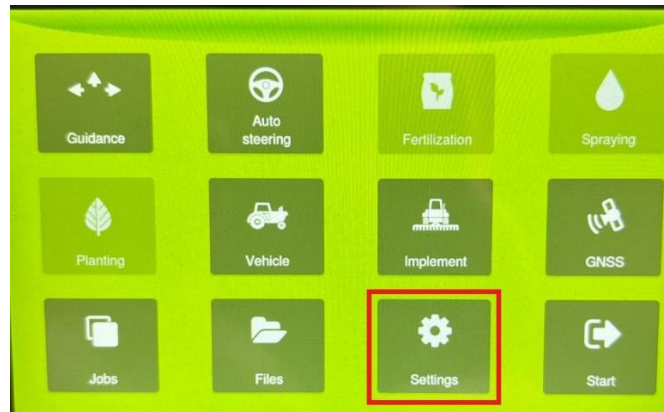 Guidance
Auto
steering
Fertilization
Spraying
Planting
Vehicle
Implement
GNSS
Jobs
Files
Settings
Start